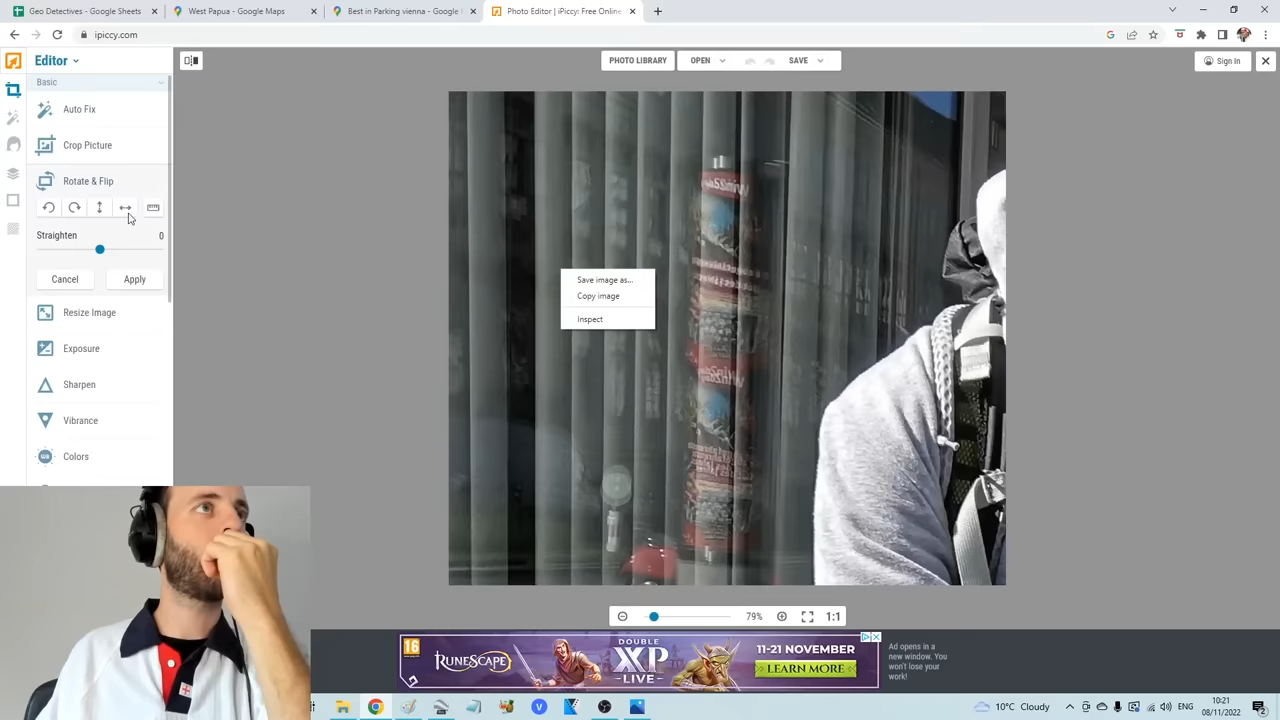 Geo Detectives - Google Sheets
West Papua - Google Maps
Best in Parking vienna - Google
Photo Editor | iPiccy: Free Online
ipiccy.com
Editor
PHOTO LIBRARY
OPEN
SAVE
Sign In
Basic
Auto Fix
Crop Picture
Rotate & Flip
Straighten 0
Cancel
Apply
Resize Image
Exposure
Sharpen
Vibrance
Colors
Save image as...
Copy image
Inspect
79%
1:1
16
RUNESCAPE
DOUBLE
XP
LIVE
11-21 NOVEMBER
LEARN MORE
Ad opens in a
new window. You
won't lose your
work!
10°C Cloudy
ENG
10:21
08/11/2022